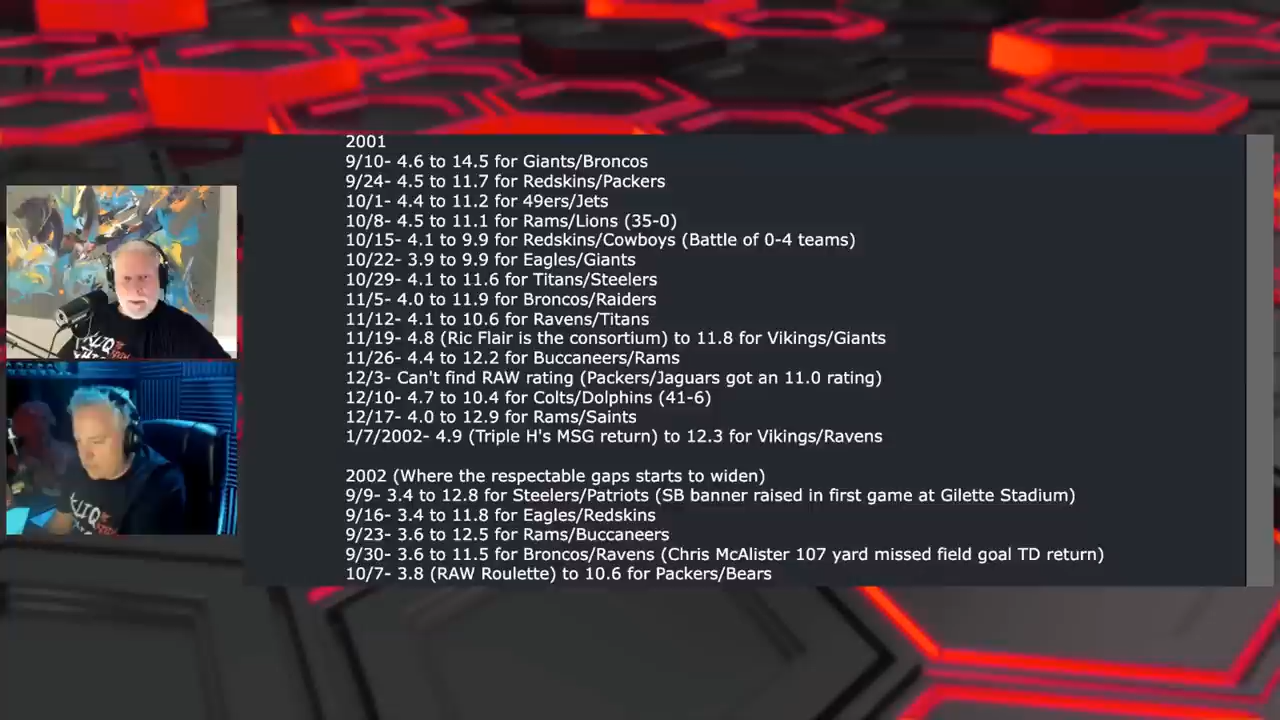 2001
9/10- 4.6 to 14.5 for Giants/Broncos
9/24- 4.5 to 11.7 for Redskins/Packers
10/1- 4.4 to 11.2 for 49ers/Jets
10/8- 4.5 to 11.1 for Rams/Lions (35-0)
10/15- 4.1 to 9.9 for Redskins/Cowboys (Battle of 0-4 teams)
10/22- 3.9 to 9.9 for Eagles/Giants
10/29- 4.1 to 11.6 for Titans/Steelers
11/5- 4.0 to 11.9 for Broncos/Raiders
11/12- 4.1 to 10.6 for Ravens/Titans
11/19- 4.8 (Ric Flair is the consortium) to 11.8 for Vikings/Giants
11/26- 4.4 to 12.2 for Buccaneers/Rams
12/3- Can't find RAW rating (Packers/Jaguars got an 11.0 rating)
12/10- 4.7 to 10.4 for Colts/Dolphins (41-6)
12/17- 4.0 to 12.9 for Rams/Saints
1/7/2002- 4.9 (Triple H's MSG return) to 12.3 for Vikings/Ravens
2002 (Where the respectable gaps starts to widen)
9/9- 3.4 to 12.8 for Steelers/Patriots (SB banner raised in first game at Gilette Stadium)
9/16- 3.4 to 11.8 for Eagles/Redskins
9/23- 3.6 to 12.5 for Rams/Buccaneers
9/30- 3.6 to 11.5 for Broncos/Ravens (Chris McAlister 107 yard missed field goal TD return)
10/7- 3.8 (RAW Roulette) to 10.6 for Packers/Bears